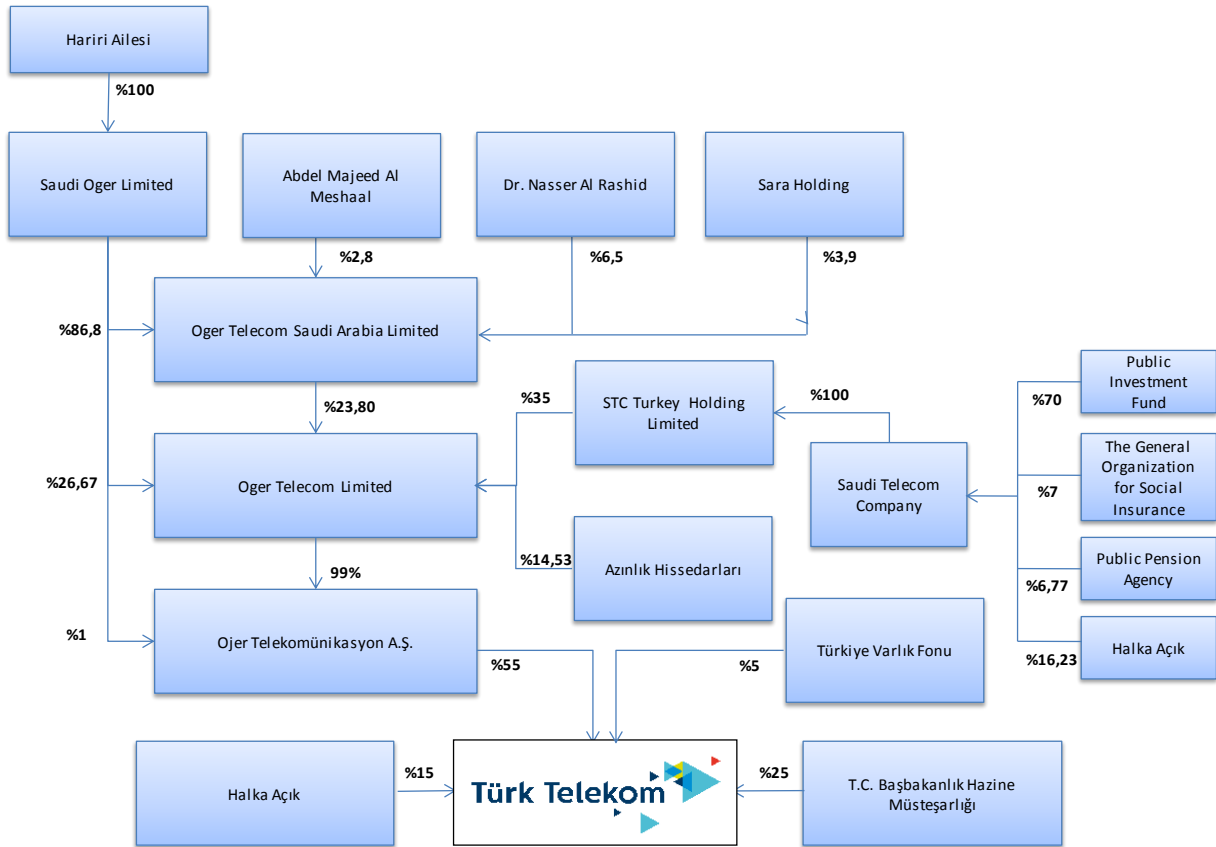 Hariri Ailesi
%100
Saudi Oger Limited
Abdel Majeed Al
Meshaal
Dr. Nasser Al Rashid
Sara Holding
%2,8
%6,5
%3,9
%86,8
Oger Telecom Saudi Arabia Limited
%23,80
%35
STC Turkey Holding
Limited
%100
Public
Investment
Fund
%70
%26,67
Oger Telecom Limited
Saudi Telecom
Company
The General
Organization
for Social
Insurance
%7
99%
%14,53
Azınlık Hissedarları
Public Pension
Agency
%6,77
%1
Ojer Telekomünikasyon A.Ş.
%55
Türkiye Varlık Fonu
%5
Halka Açık
%16,23
Halka Açık
%15
Türk Telekom
%25
T.C. Başbakanlık Hazine
Müsteşarlığı